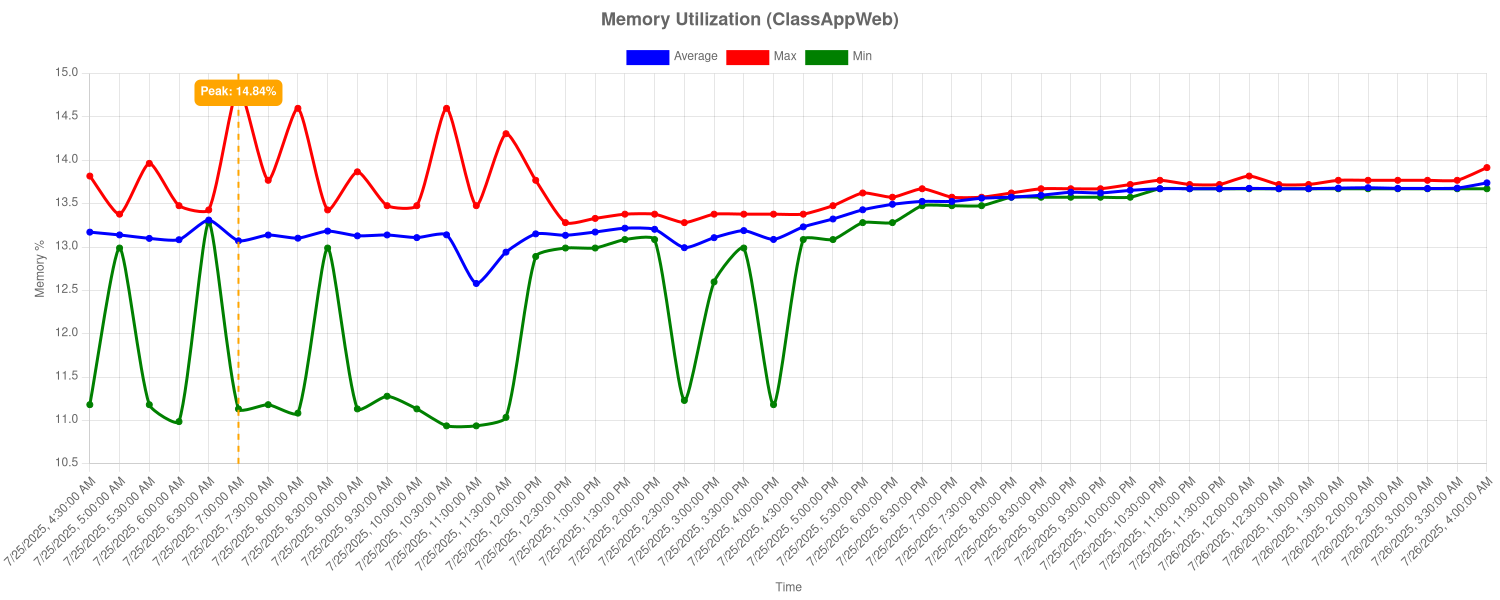 Memory Utilization (ClassAppWeb)
Average
Max
Min
Peak: 14.84%
Memory %
15.0
14.5
14.0
13.5
13.0
12.5
12.0
11.5
11.0
10.5
7/25/2025, 4:30:00 AM
7/25/2025, 5:00:00 AM
7/25/2025, 5:30:00 AM
7/25/2025, 6:00:00 AM
7/25/2025, 6:30:00 AM
7/25/2025, 7:00:00 AM
7/25/2025, 7:30:00 AM
7/25/2025, 8:00:00 AM
7/25/2025, 8:30:00 AM
7/25/2025, 9:00:00 AM
7/25/2025, 9:30:00 AM
7/25/2025, 10:00:00 AM
7/25/2025, 10:30:00 AM
7/25/2025, 11:00:00 AM
7/25/2025, 11:30:00 AM
7/25/2025, 12:00:00 PM
7/25/2025, 12:30:00 PM
7/25/2025, 1:00:00 PM
7/25/2025, 1:30:00 PM
7/25/2025, 2:00:00 PM
7/25/2025, 2:30:00 PM
7/25/2025, 3:00:00 PM
7/25/2025, 3:30:00 PM
7/25/2025, 4:00:00 PM
7/25/2025, 4:30:00 PM
7/25/2025, 5:00:00 PM
7/25/2025, 5:30:00 PM
7/25/2025, 6:00:00 PM
7/25/2025, 6:30:00 PM
7/25/2025, 7:00:00 PM
7/25/2025, 7:30:00 PM
7/25/2025, 8:00:00 PM
7/25/2025, 8:30:00 PM
7/25/2025, 9:00:00 PM
7/25/2025, 9:30:00 PM
7/25/2025, 10:00:00 PM
7/25/2025, 10:30:00 PM
7/25/2025, 11:00:00 PM
7/25/2025, 11:30:00 PM
7/26/2025, 12:00:00 AM
7/26/2025, 12:30:00 AM
7/26/2025, 1:00:00 AM
7/26/2025, 1:30:00 AM
7/26/2025, 2:00:00 AM
7/26/2025, 2:30:00 AM
7/26/2025, 3:00:00 AM
7/26/2025, 3:30:00 AM
7/26/2025, 4:00:00 AM
Time